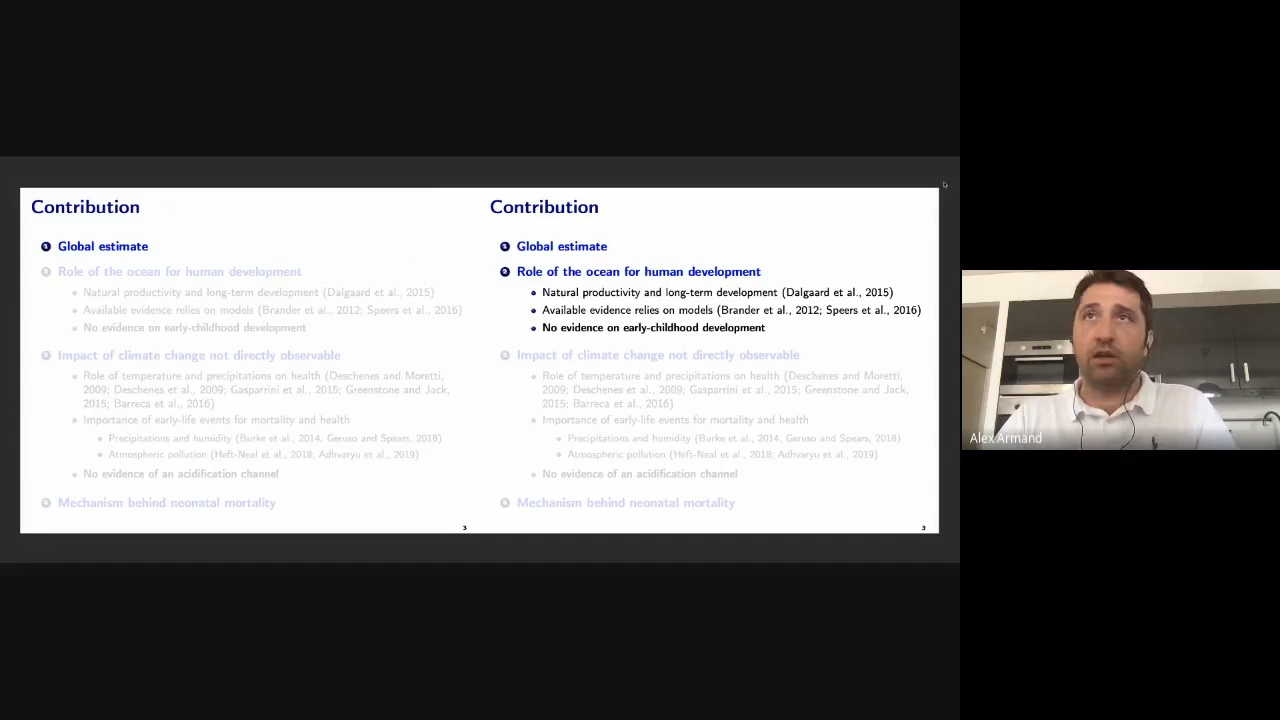 Contribution
1 Global estimate
2 Role of the ocean for human development
Natural productivity and long-term development (Dalgaard et al., 2015)
Available evidence relies on models (Brander et al., 2012; Speers et al., 2016)
No evidence on early-childhood development
3 Impact of climate change not directly observable
Role of temperature and precipitations on health (Deschenes and Moretti,
2009; Deschenes et al., 2009; Gasparrini et al., 2015; Greenstone and Jack,
2015; Barreca et al., 2016)
Importance of early-life events for mortality and health
Precipitations and humidity (Burke et al., 2014, Geruso and Spears, 2018)
Atmospheric pollution (Heft-Neal et al., 2018; Adhvaryu et al., 2019)
No evidence of an acidification channel
4 Mechanism behind neonatal mortality
3
Contribution
1 Global estimate
2 Role of the ocean for human development
Natural productivity and long-term development (Dalgaard et al., 2015)
Available evidence relies on models (Brander et al., 2012; Speers et al., 2016)
No evidence on early-childhood development
3 Impact of climate change not directly observable
Role of temperature and precipitations on health (Deschenes and Moretti,
2009; Deschenes et al., 2009; Gasparrini et al., 2015; Greenstone and Jack,
2015; Barreca et al., 2016)
Importance of early-life events for mortality and health
Precipitations and humidity (Burke et al., 2014, Geruso and Spears, 2018)
Atmospheric pollution (Heft-Neal et al., 2018; Adhvaryu et al., 2019)
No evidence of an acidification channel
4 Mechanism behind neonatal mortality
3
Alex Armand